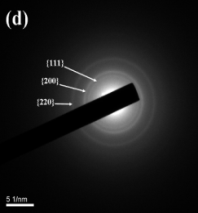 (d)
{111}
{200}
{220}
5 1/nm